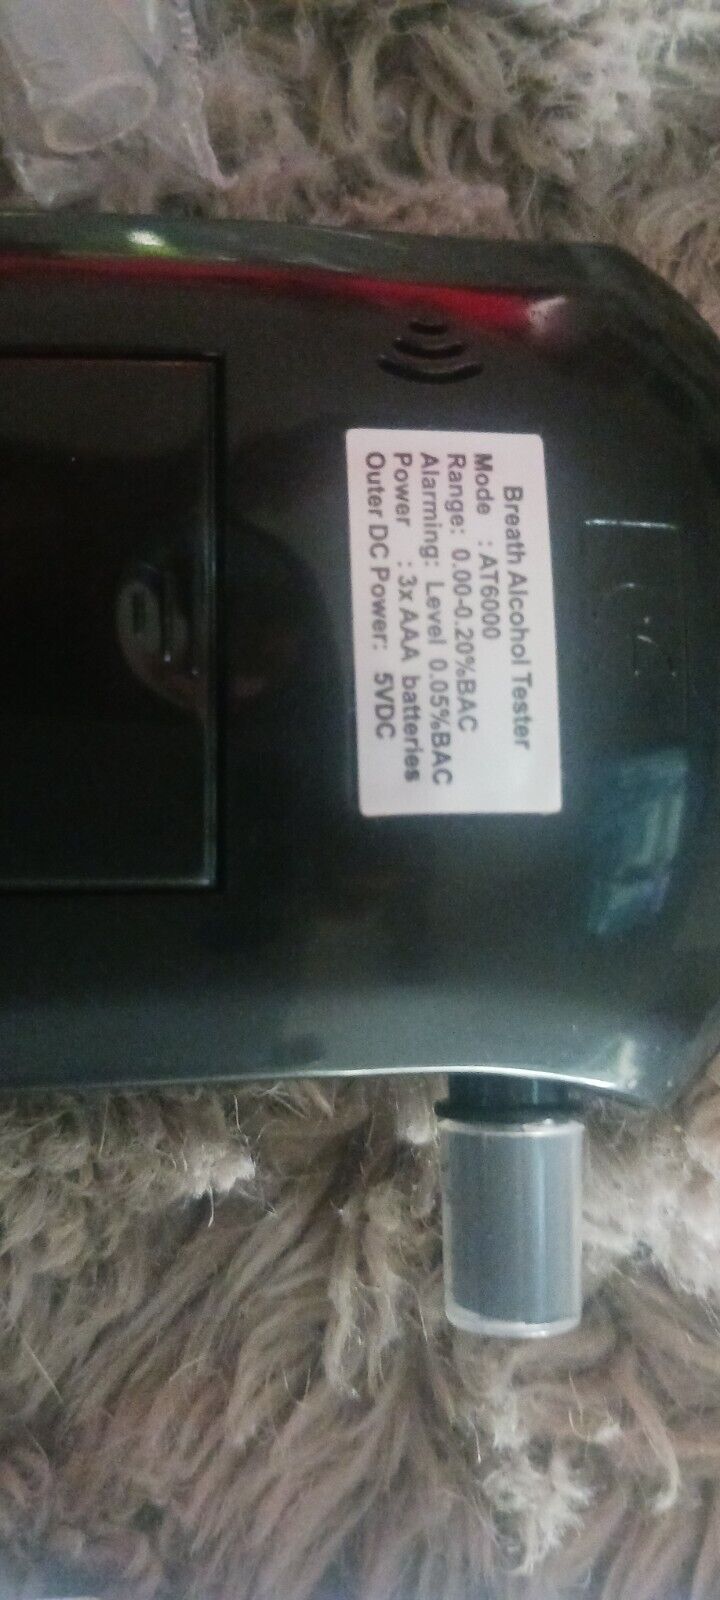 Breath Alcohol Tester
Mode : AT6000
Range: 0.00-0.20%BAC
Alarming: Level 0.05%BAC
Power : 3x AAA batteries
Outer DC Power: 5VDC